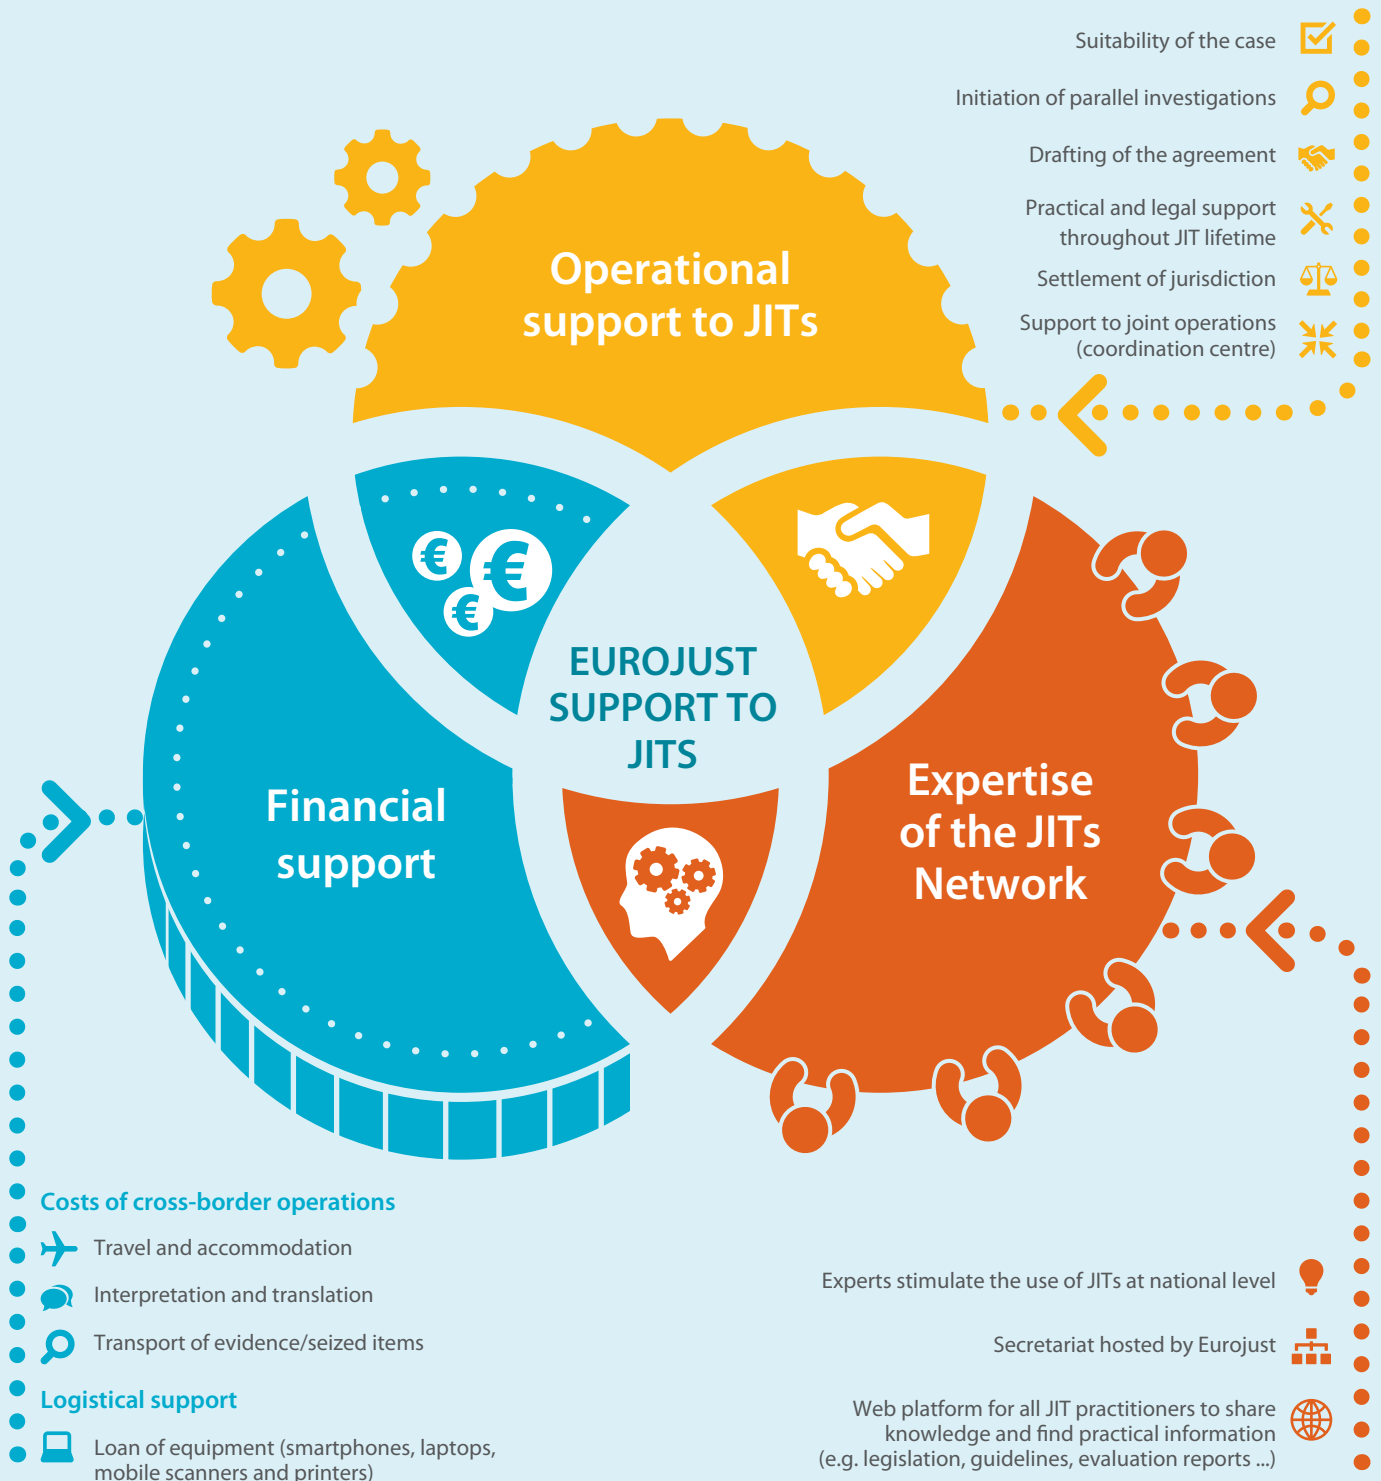 Suitability of the case
Initiation of parallel investigations
Drafting of the agreement
Practical and legal support
throughout JIT lifetime
Settlement of jurisdiction
Support to joint operations
(coordination centre)
Operational
support to JITs
€
€
€
EUROJUST
SUPPORT TO
JITS
Financial
support
Expertise
of the JITs
Network
Costs of cross-border operations
Travel and accommodation
Interpretation and translation
Transport of evidence/seized items
Logistical support
Loan of equipment (smartphones, laptops,
mobile scanners and printers)
Experts stimulate the use of JITs at national level
Secretariat hosted by Eurojust
Web platform for all JIT practitioners to share
knowledge and find practical information
(e.g. legislation, guidelines, evaluation reports ...)